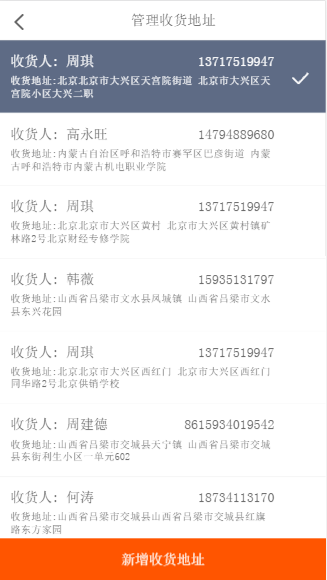 管理收货地址
收货人: 周琪 13717519947
收货地址:北京北京市大兴区天宫院街道 北京市大兴区天
宫院小区大兴二职
收货人: 高永旺 14794889680
收货地址:内蒙古自治区呼和浩特市赛罕区巴彦街道 内蒙
古呼和浩特市内蒙古机电职业学院
收货人: 周琪 13717519947
收货地址:北京北京市大兴区黄村 北京市大兴区黄村镇矿
林路2号北京财经专修学院
收货人: 韩薇 15935131797
收货地址:山西省吕梁市文水县凤城镇 山西省吕梁市文水
县东兴花园
收货人: 周琪 13717519947
收货地址:北京北京市大兴区西红门 北京市大兴区西红门
同华路2号北京供销学校
收货人: 周建德 8615934019542
收货地址:山西省吕梁市交城县天宁镇 山西省吕梁市交城
县东街利生小区一单元602
收货人: 何涛 18734113170
收货地址:山西省吕梁市交城县山西省吕梁市交城县红旗
路东方家园
新增收货地址